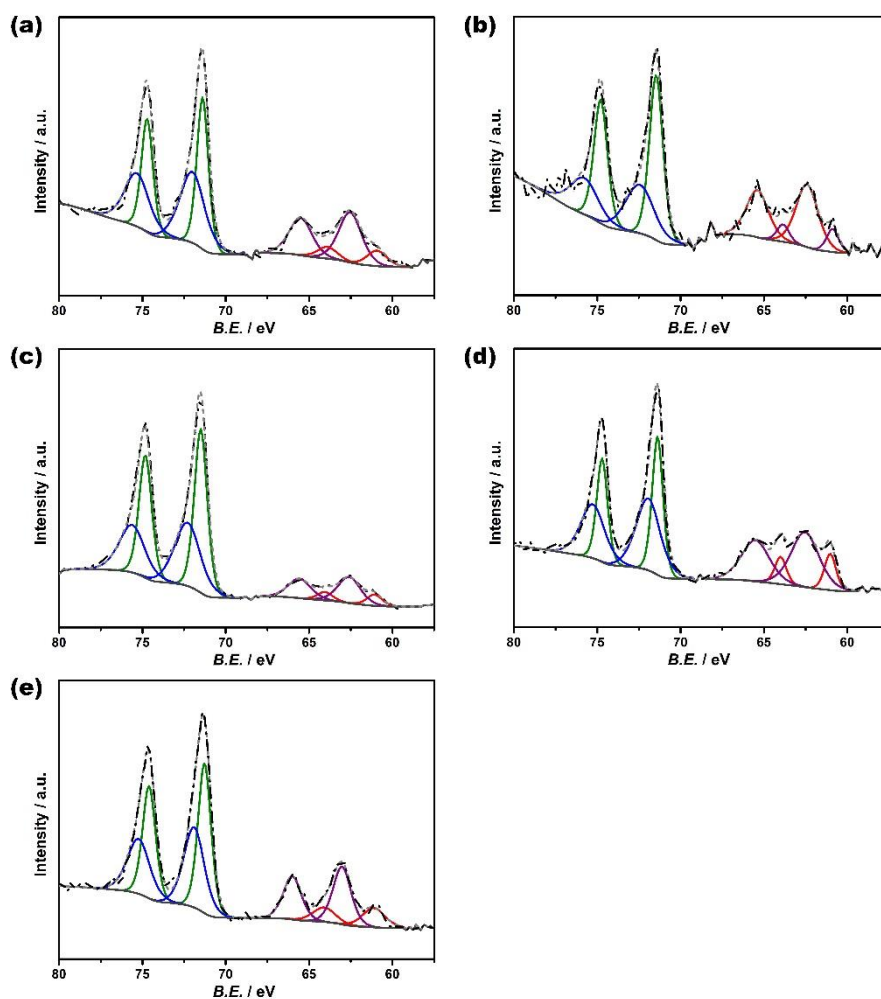 (a)
Intensity / a.u.
80 75 70 65 60
B.E. / eV
(b)
Intensity / a.u.
80 75 70 65 60
B.E. / eV
(c)
Intensity / a.u.
80 75 70 65 60
B.E. / eV
(d)
Intensity / a.u.
80 75 70 65 60
B.E. / eV
(e)
Intensity / a.u.
80 75 70 65 60
B.E. / eV